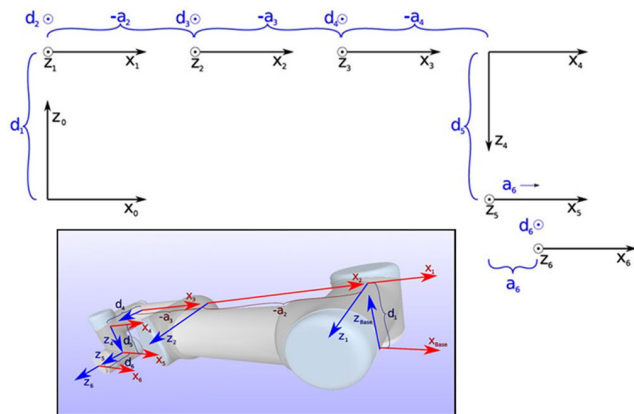 d₂ -a₂ d₃ -a₃ d₄ -a₄
z₁ x₁ z₂ x₂ z₃ x₃ x₄
d₁ z₀ d₅ z₄
x₀ a₆ z₅ x₅
d₆
z₆ x₆
a₆
x₁
x₂
x₃ -a₂ d₁
d₄ -a₃ z_Base
x₄ z₁
z₄ d₅ z₂ x_Base
z₅ x₅
d₆
z₆ x₆